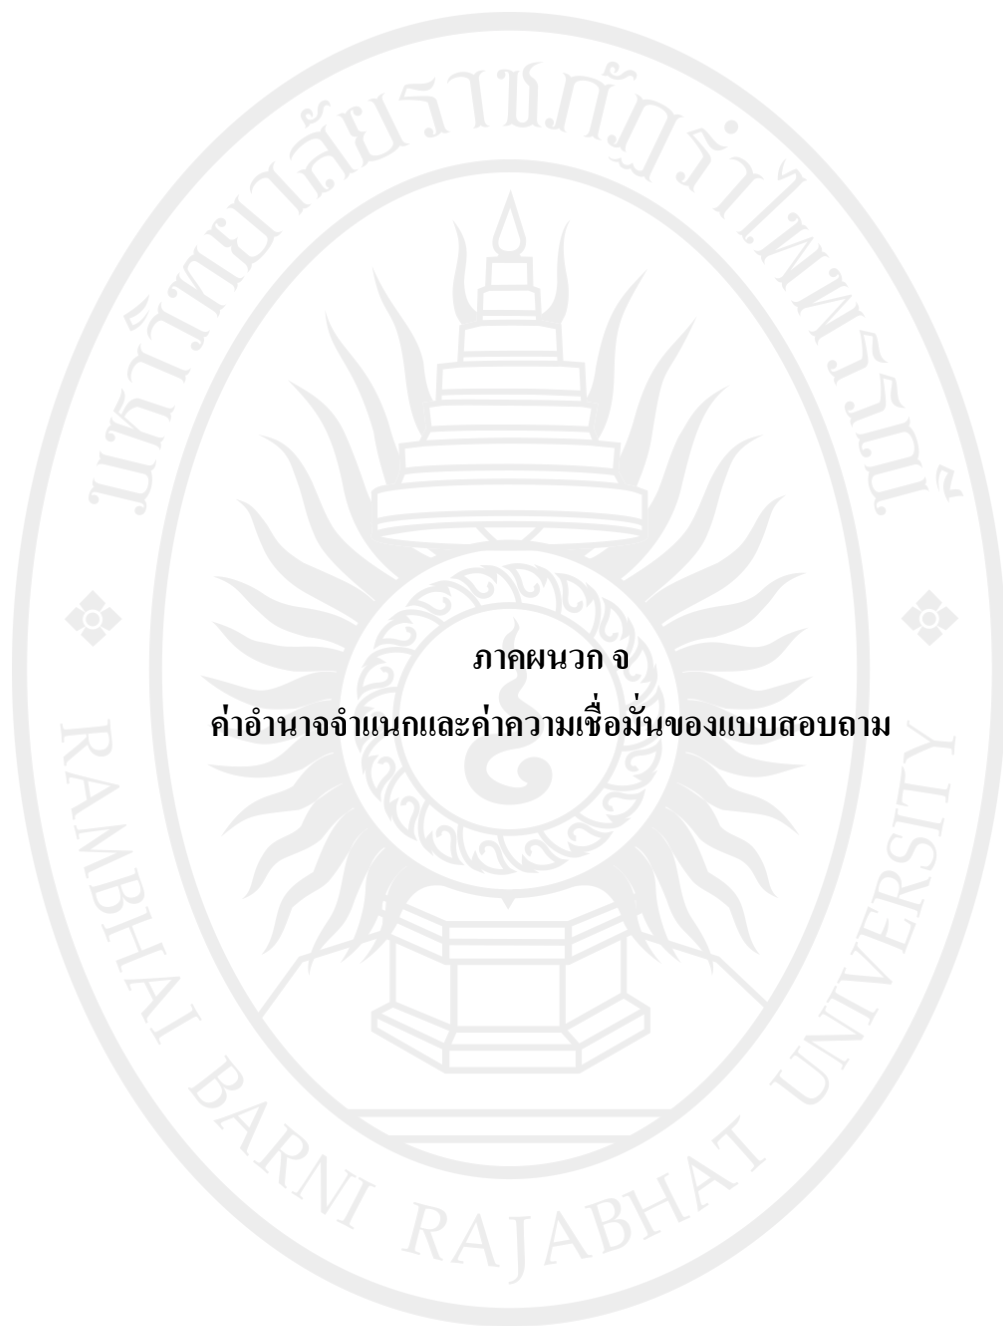 มหาวิทยาลัยราชภัฏรำไพพรรณี
ภาคผนวก จ
ค่าอำนาจจำแนกและค่าความเชื่อมั่นของแบบสอบถาม
RAMBHAI BARNI RAJABHAT UNIVERSITY